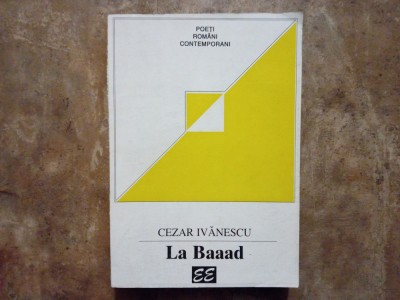 POEȚI
ROMÂNI
CONTEMPORANI
CEZAR IVĂNESCU
La Baaad
EE